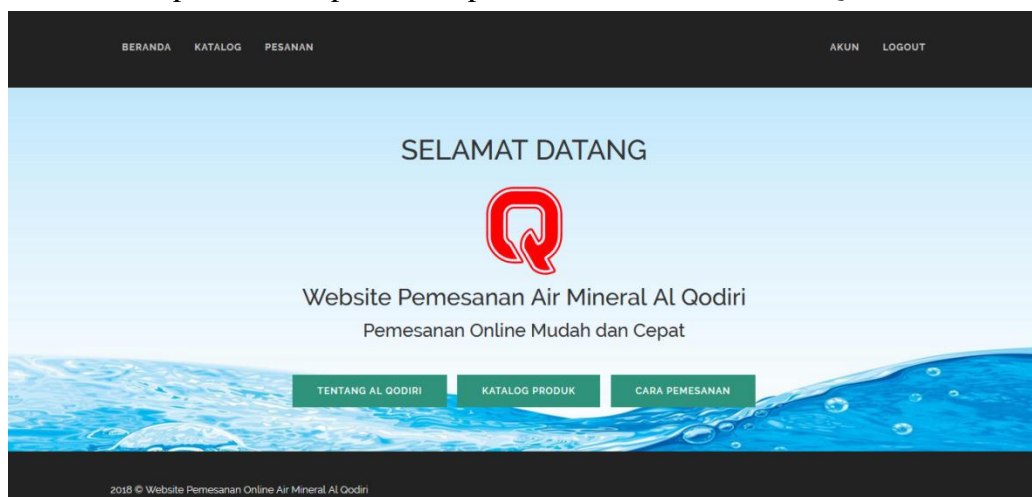 BERANDA KATALOG PESANAN AKUN LOGOUT
SELAMAT DATANG
Q
Website Pemesanan Air Mineral Al Qodiri
Pemesanan Online Mudah dan Cepat
TENTANG AL QODIRI KATALOG PRODUK CARA PEMESANAN
2018 © Website Pemesanan Online Air Mineral Al Qodiri